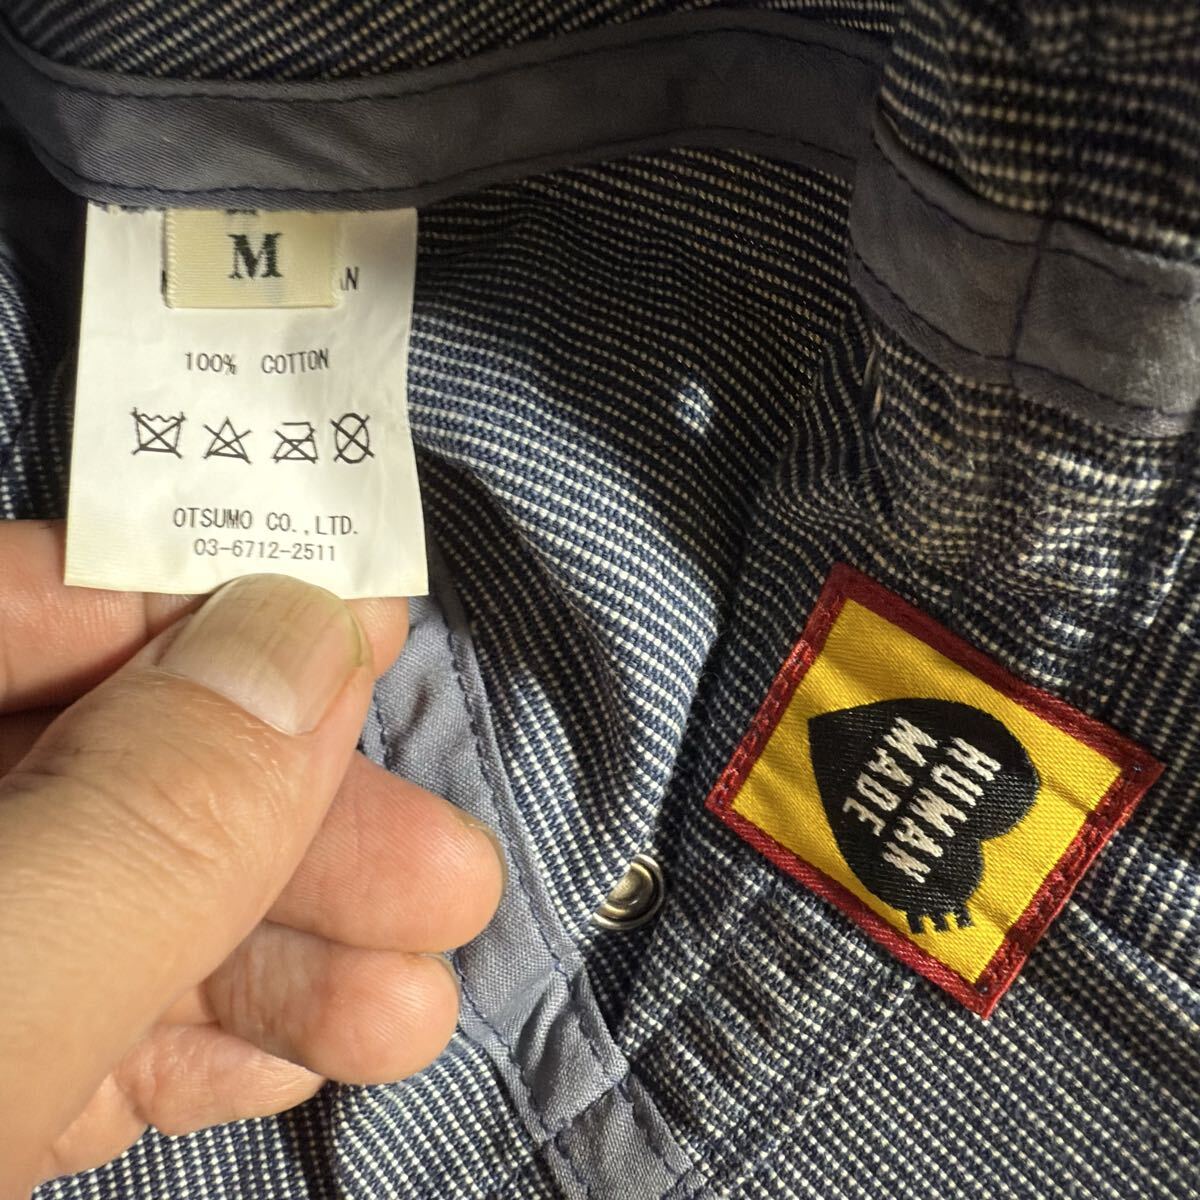 M
100% COTTON
OTSUMO CO.,LTD.
03-6712-2511
HUMAN
MADE